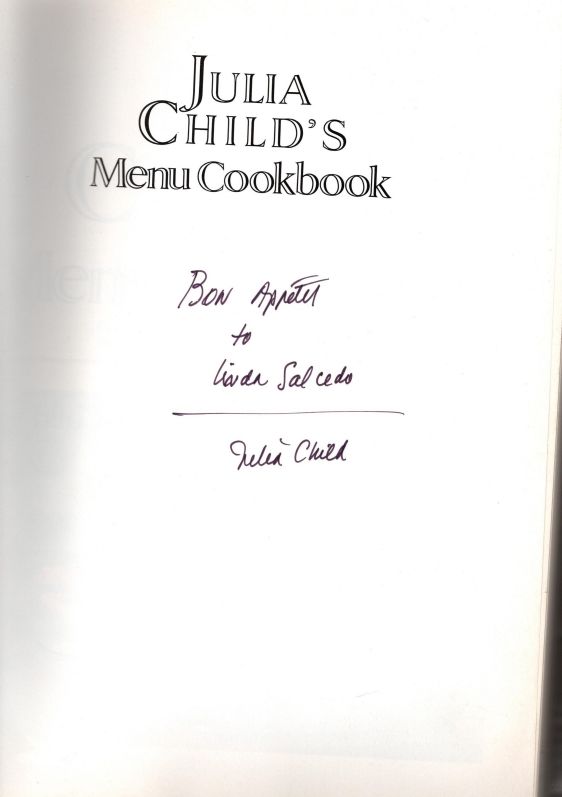 JULIA
CHILD'S
Menu Cookbook
Bon Appétit
to
Linda Salcedo
Julia Child